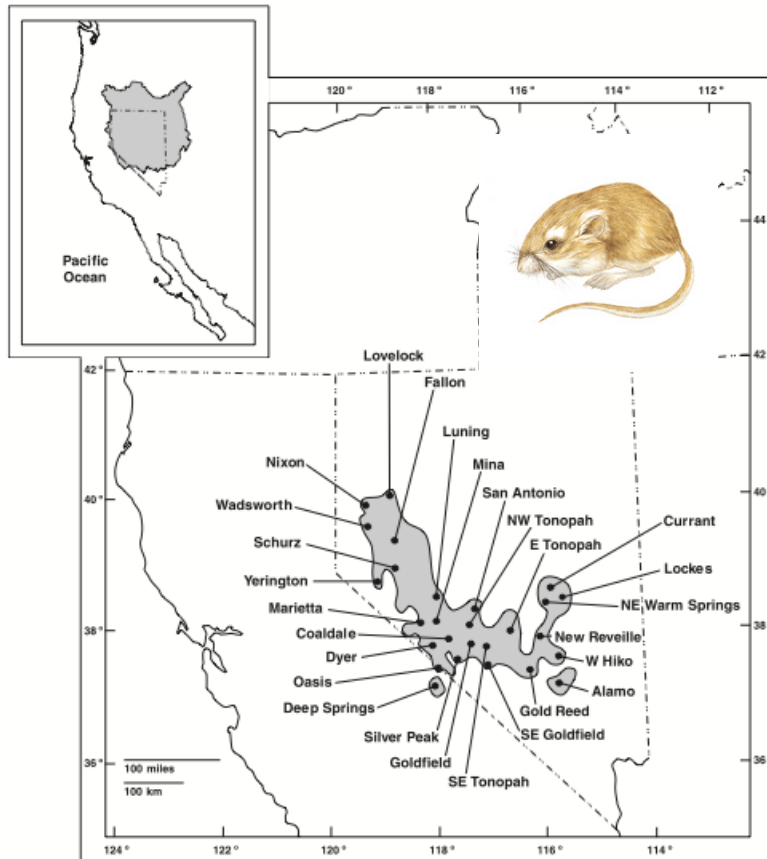 120° 118° 116° 114° 112°
Pacific
Ocean
44
42
42°
Lovelock
Fallon
Luning
Mina
San Antonio
NW Tonopah
E Tonopah
Nixon
Wadsworth
Schurz
Yerington
Marietta
Coaldale
Dyer
Oasis
Deep Springs
Silver Peak
Goldfield
SE Tonopah
SE Goldfield
Gold Reed
Alamo
W Hiko
New Reveille
NE Warm Springs
Lockes
Currant
40°
40
38°
38
36°
36
100 miles
100 km
124° 122° 120° 118° 116° 114°